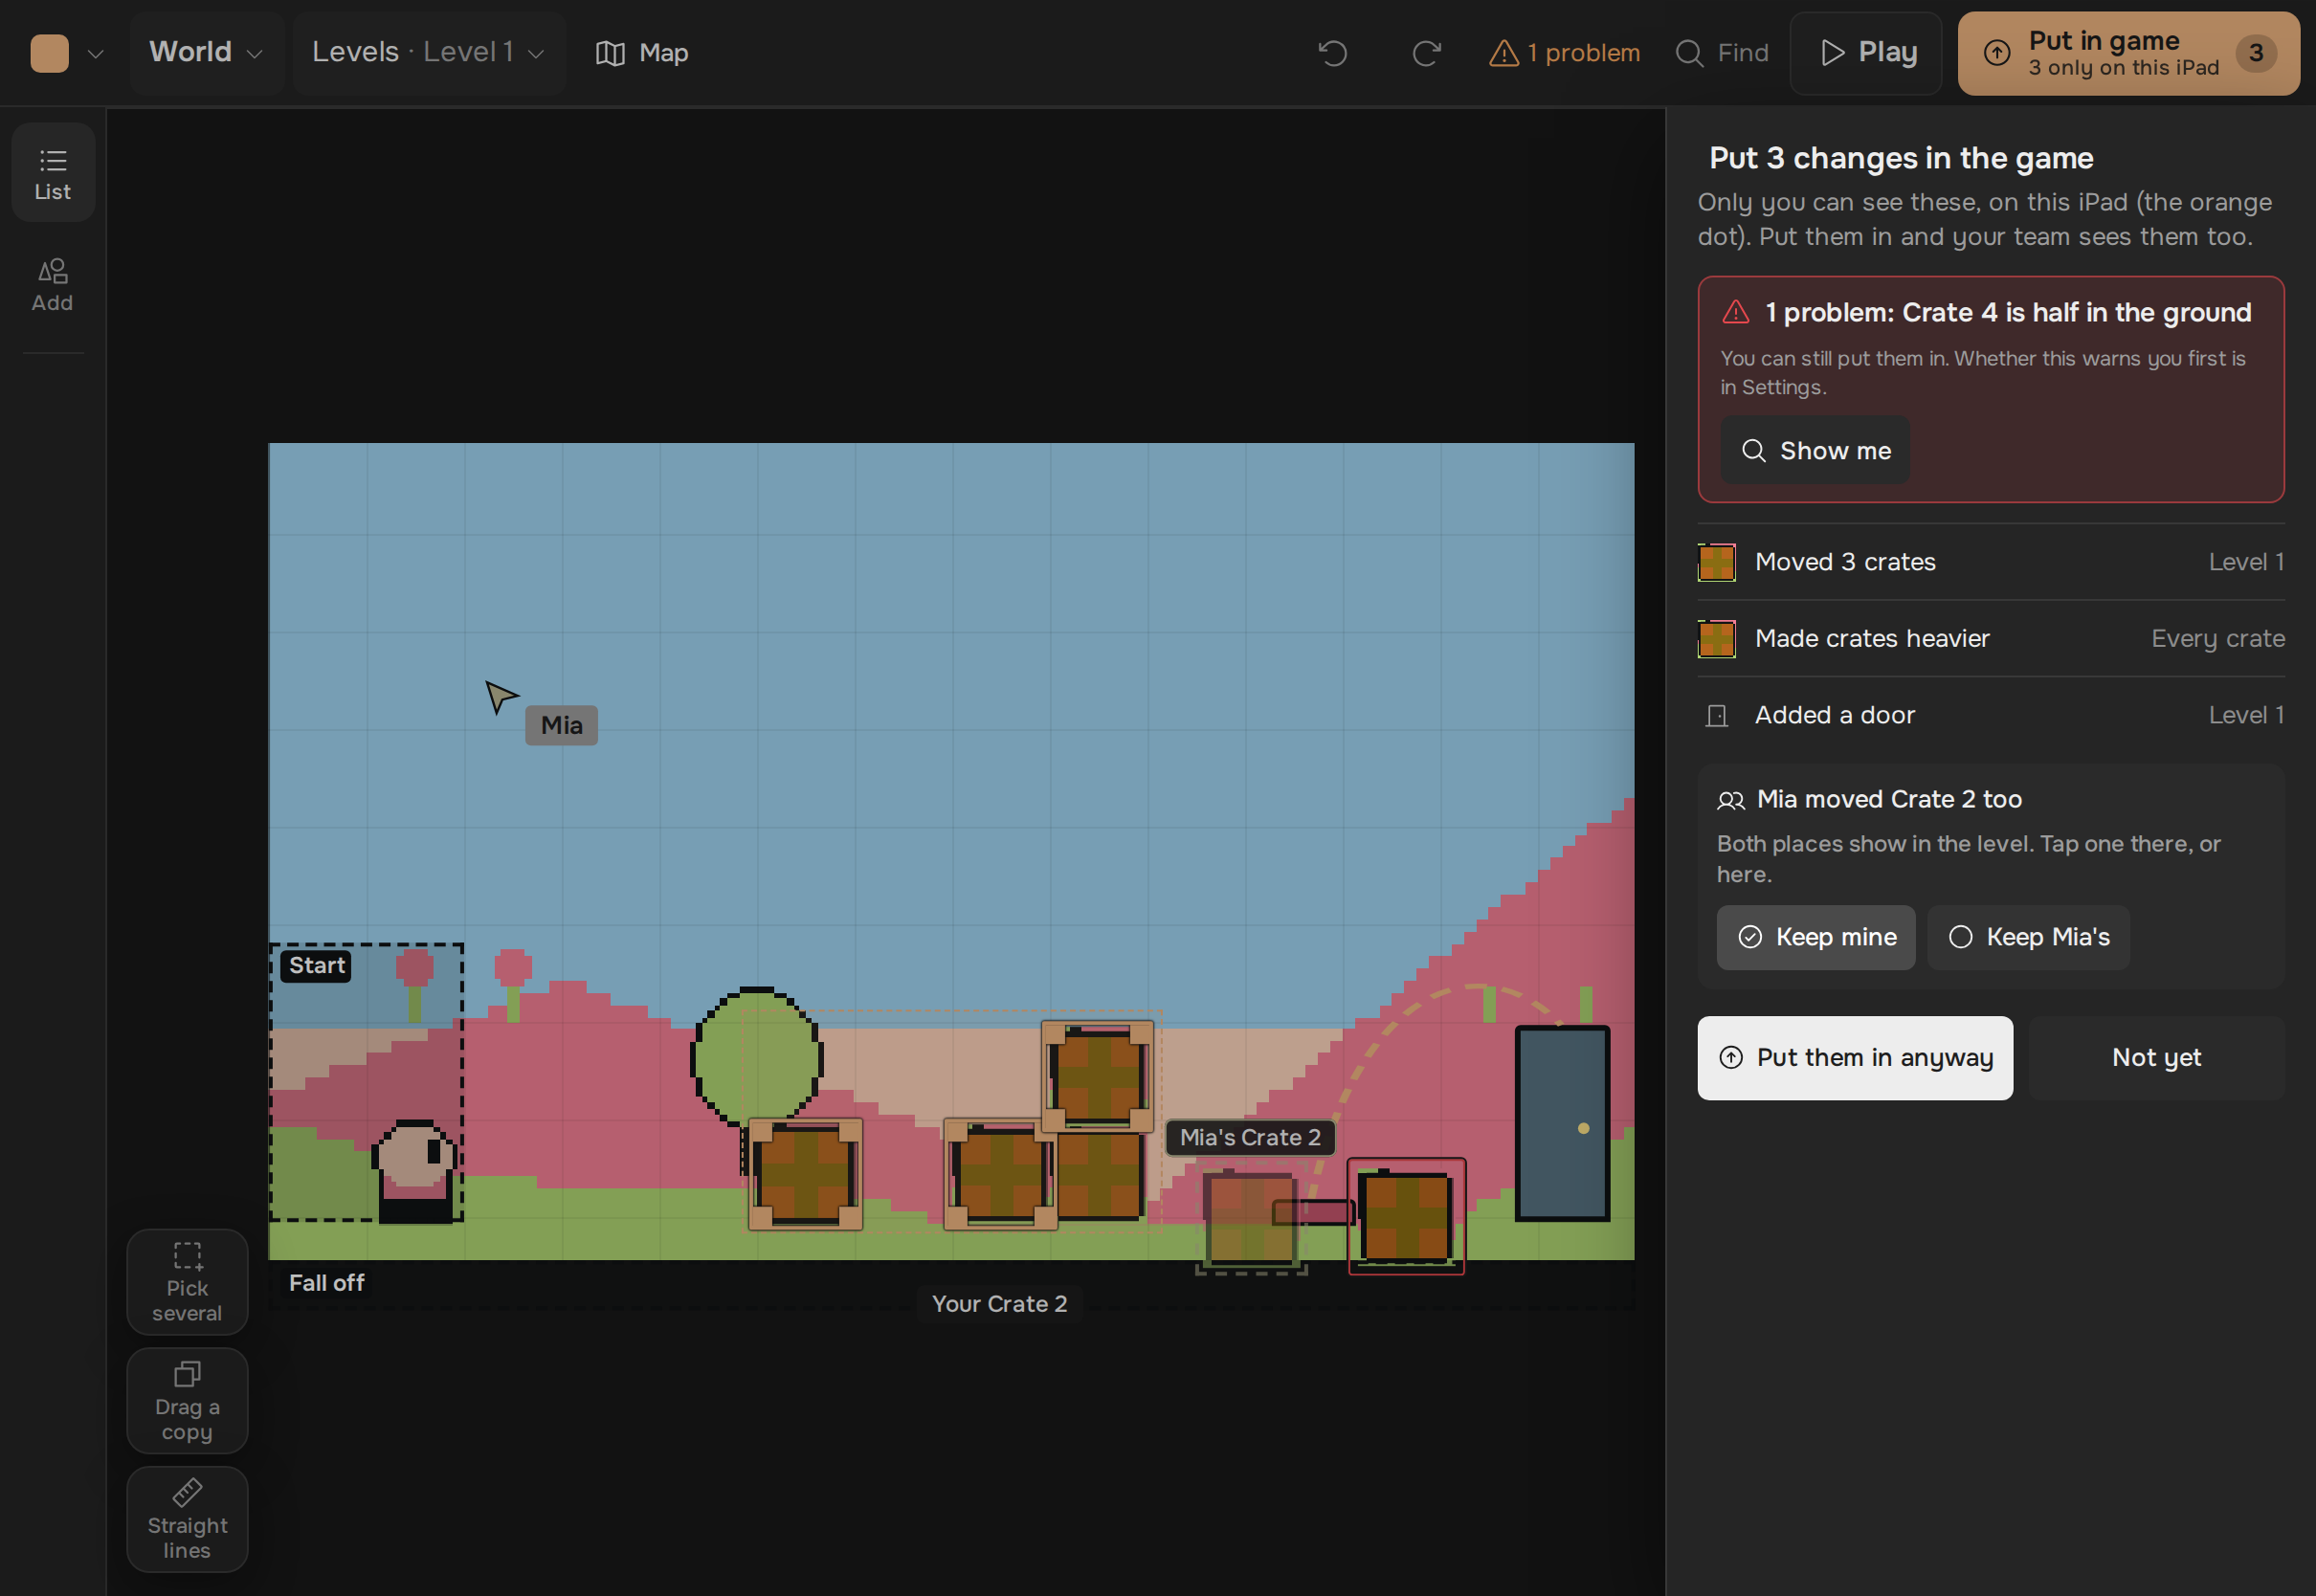 World
Levels · Level 1
Map
1 problem
Find
Play
Put in game
3 only on this iPad
3
List
Add
Put 3 changes in the game
Only you can see these, on this iPad (the orange
dot). Put them in and your team sees them too.
1 problem: Crate 4 is half in the ground
You can still put them in. Whether this warns you first is
in Settings.
Show me
Moved 3 crates
Level 1
Made crates heavier
Every crate
Added a door
Level 1
Mia moved Crate 2 too
Both places show in the level. Tap one there, or
here.
Keep mine
Keep Mia's
Put them in anyway
Not yet
Mia
Start
Mia's Crate 2
Fall off
Your Crate 2
Pick
several
Drag a
copy
Straight
lines